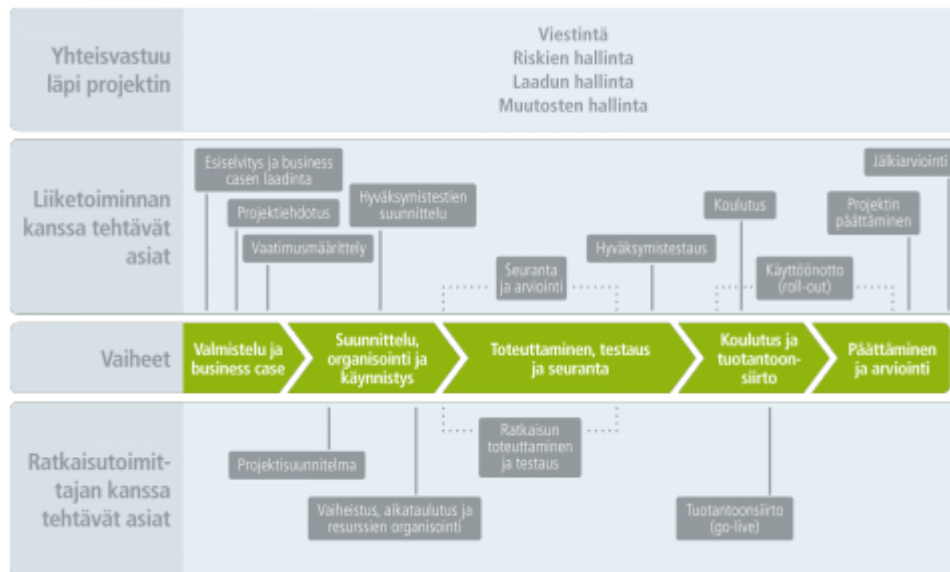 Yhteisvastuu
läpi projektin
Viestintä
Riskien hallinta
Laadun hallinta
Muutosten hallinta
Liiketoiminnan
kanssa tehtävät
asiat
Esiselvitys ja business
casen laadinta
Projektiehdotus
Vaatimusmäärittely
Hyväksymistestien
suunnittelu
Seuranta
ja arviointi
Hyväksymistestaus
Koulutus
Käyttöönotto
(roll-out)
Projektin
päättäminen
Jälkiarviointi
Vaiheet
Valmistelu ja
business case
Suunnittelu,
organisointi ja
käynnistys
Toteuttaminen, testaus
ja seuranta
Koulutus ja
tuotantoon-
siirto
Päättäminen
ja arviointi
Ratkaisutoimit-
tajan kanssa
tehtävät asiat
Projektisuunnitelma
Vaiheistus, aikataulutus ja
resurssien organisointi
Ratkaisun
toteuttaminen
ja testaus
Tuotantoonsiirto
(go-live)